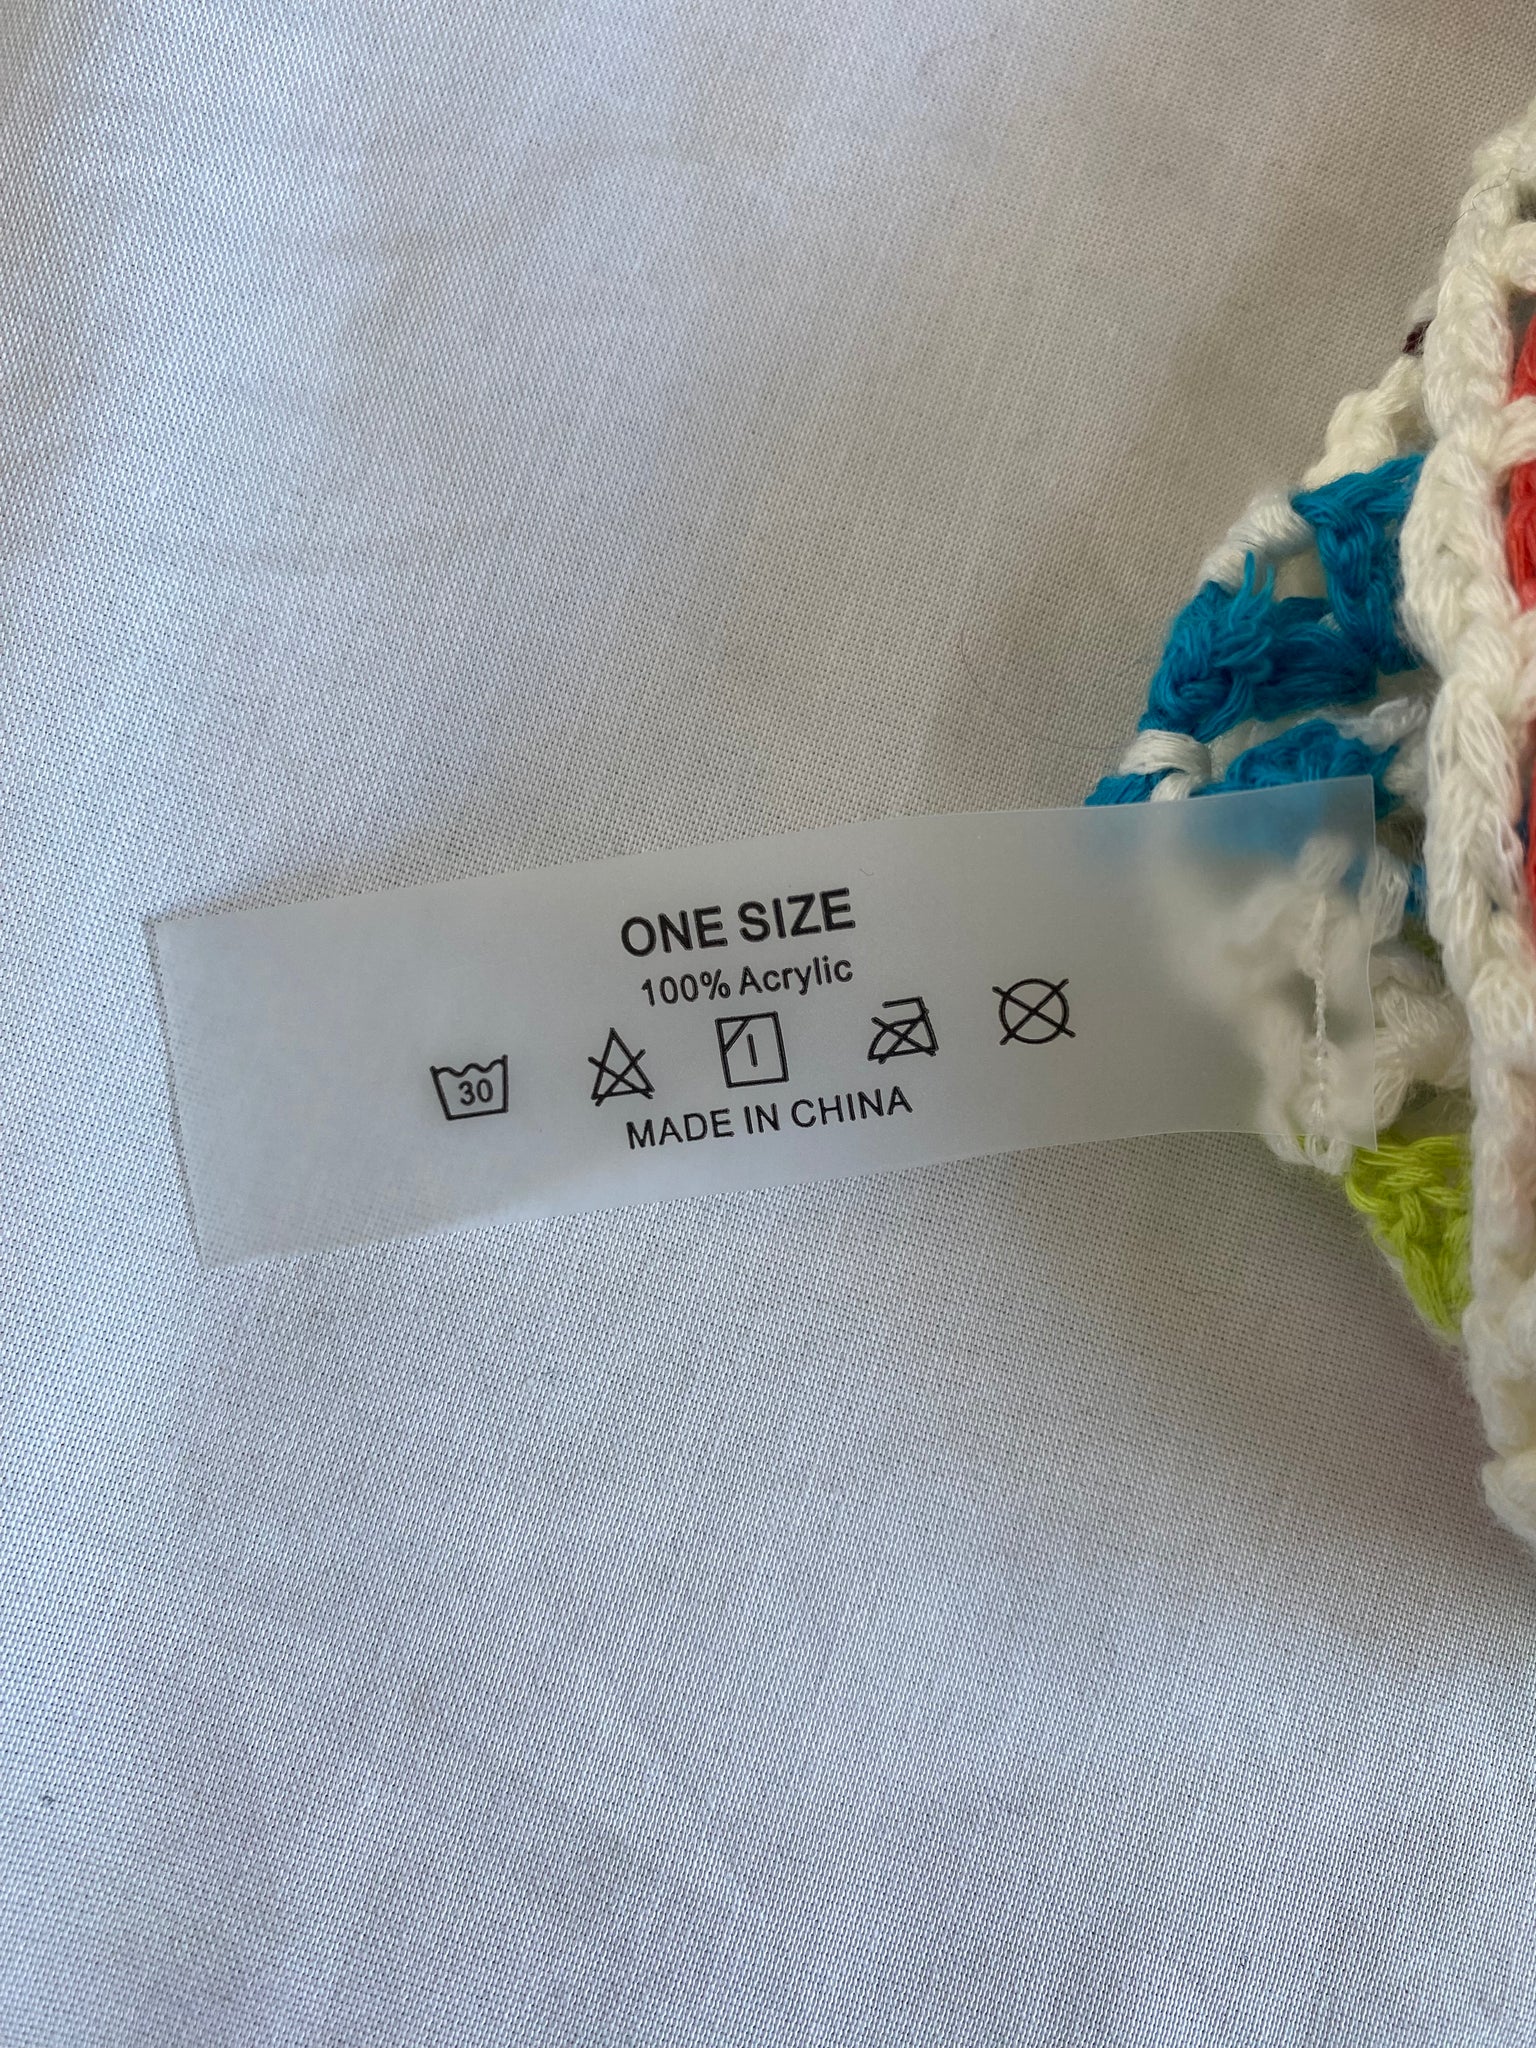 ONE SIZE
100% Acrylic
30
MADE IN CHINA